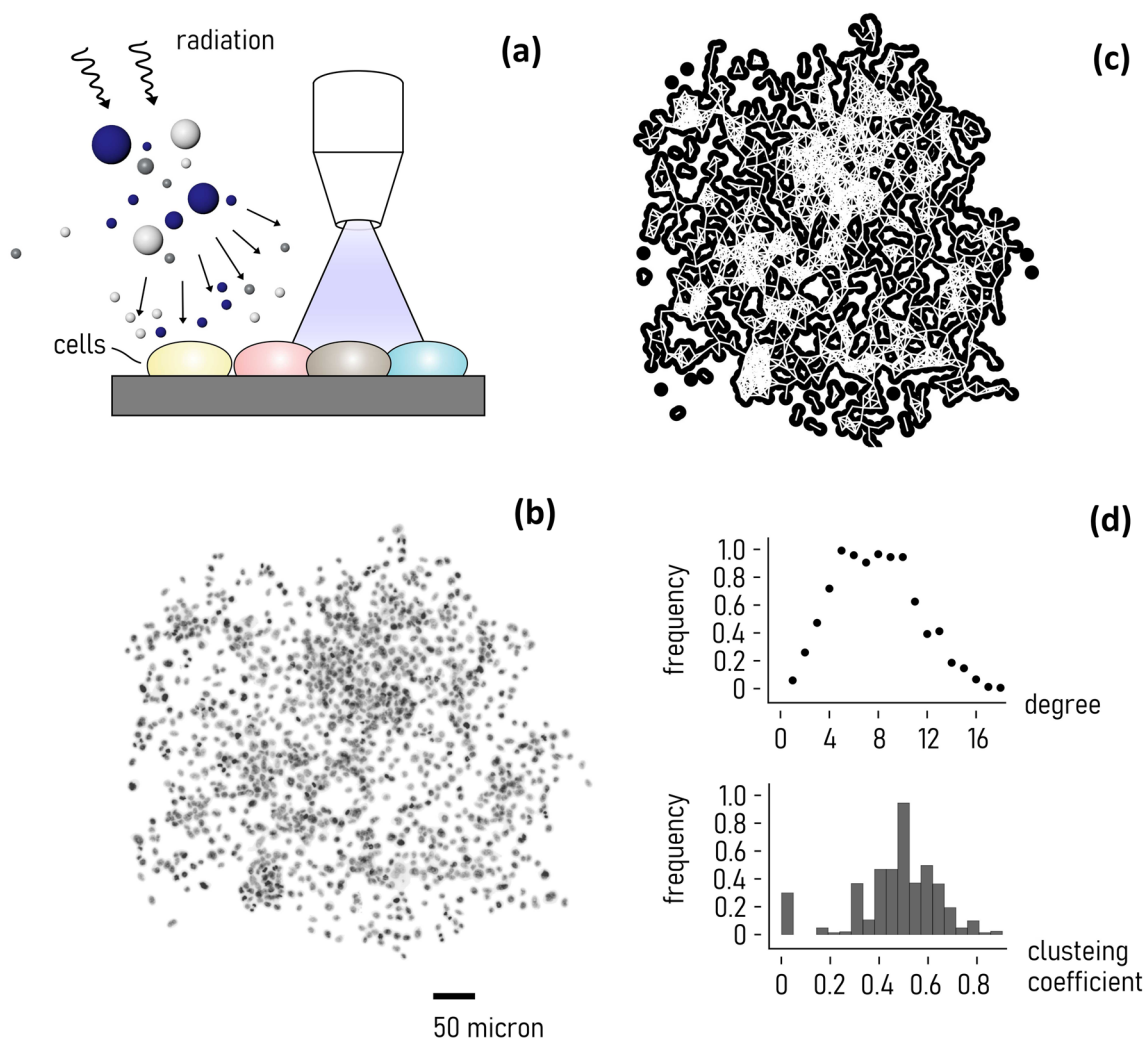 radiation
(a)
cells
(c)
(b)
50 micron
(d)
frequency
1.0
0.8
0.6
0.4
0.2
0
0 4 8 12 16
degree
frequency
1.0
0.8
0.6
0.4
0.2
0
0 0.2 0.4 0.6 0.8
clusteing
coefficient